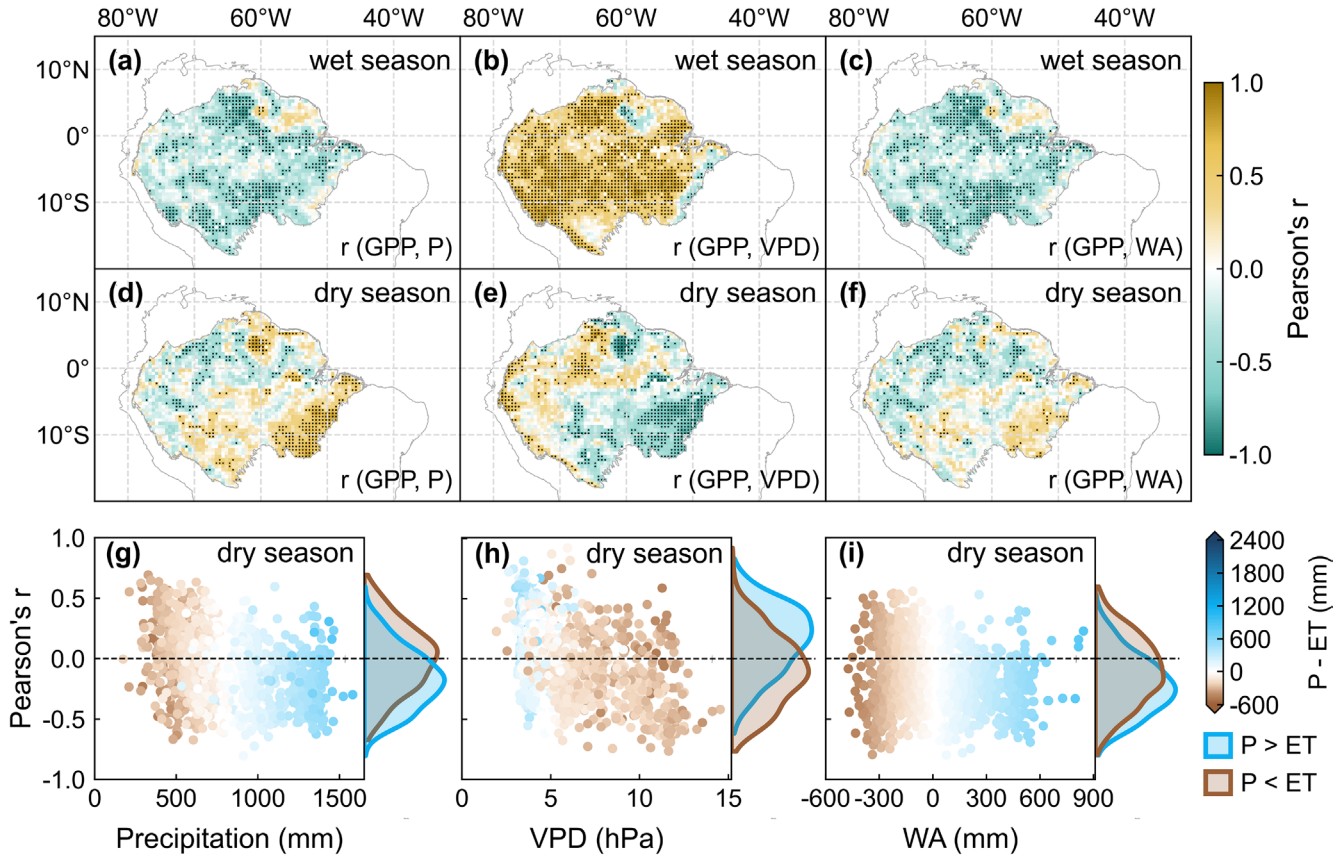 80°W 60°W 40°W 80°W 60°W 40°W 80°W 60°W 40°W
(a) wet season (b) wet season (c) wet season
10°N
0°
10°S
r (GPP, P) r (GPP, VPD) r (GPP, WA)
(d) dry season (e) dry season (f) dry season
10°N
0°
10°S
r (GPP, P) r (GPP, VPD) r (GPP, WA)
1.0
0.5
0.0
-0.5
-1.0
Pearson's r
(g) dry season (h) dry season (i) dry season
1.0
0.5
0.0
-0.5
-1.0
Pearson's r
0 500 1000 1500 0 5 10 15 -600 -300 0 300 600 900
Precipitation (mm) VPD (hPa) WA (mm)
2400
1800
1200
600
0
-600
P - ET (mm)
P > ET
P < ET